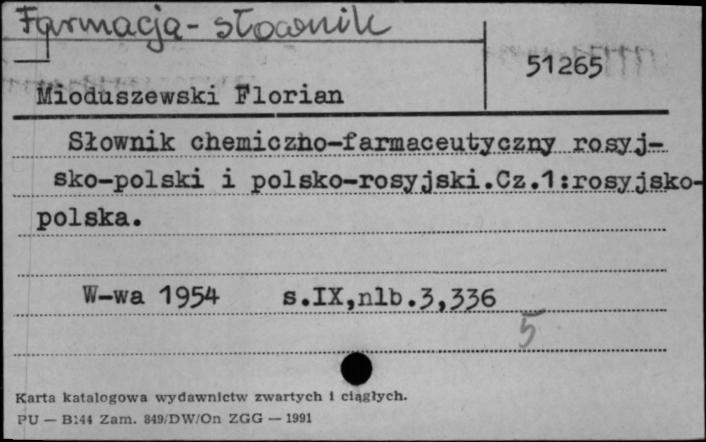 Farmacja - słownik
51265
Mioduszewski Florian
Słownik chemiczno-farmaceutyczny rosyj-
sko-polski i polsko-rosyjski.Cz.1:rosyjsko-
polska.
W-wa 1954 s.IX,nlb.3,336
5
Karta katalogowa wydawnictw zwartych i ciągłych.
PU — B:44 Zam. 849/DW/On ZGG — 1991